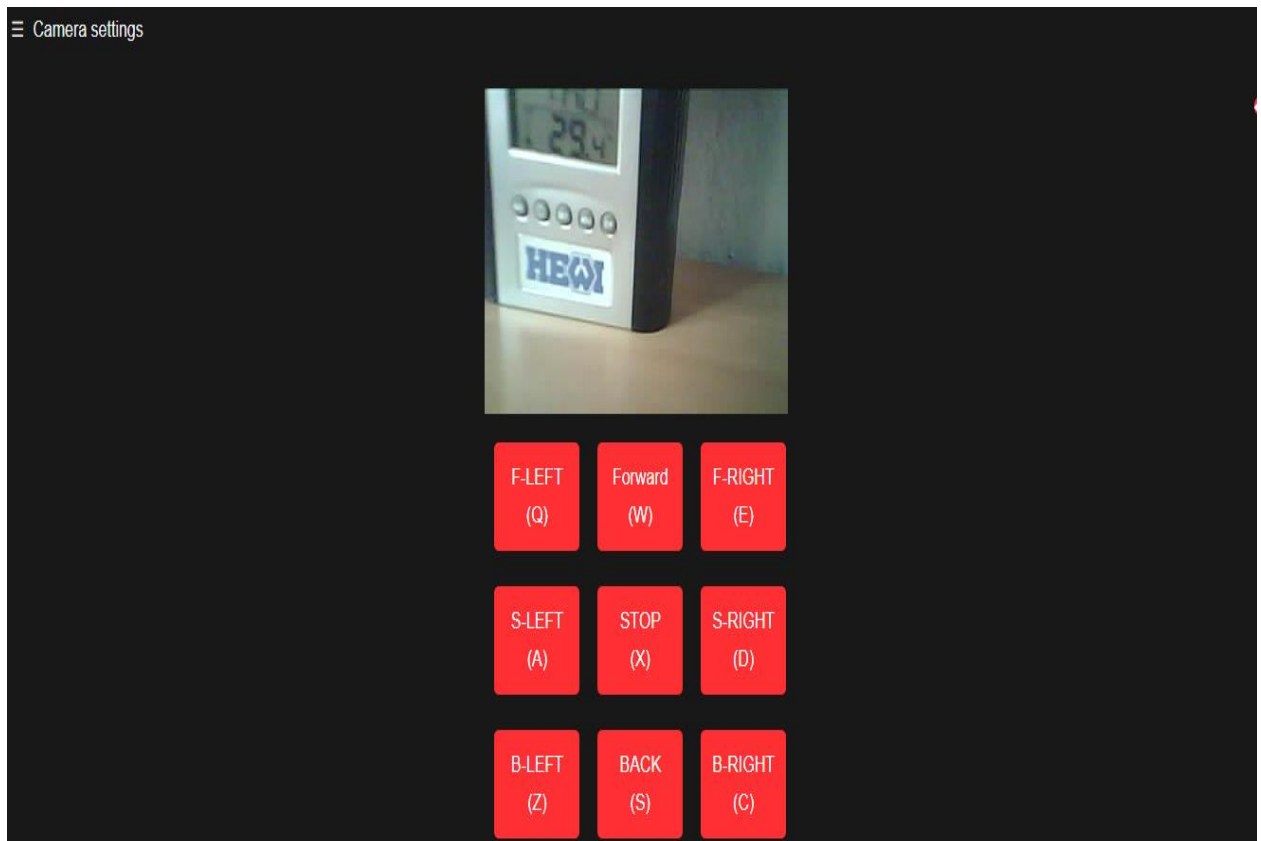 ☰ Camera settings
29.4
HEWI
F-LEFT Forward F-RIGHT
(Q) (W) (E)
S-LEFT STOP S-RIGHT
(A) (X) (D)
B-LEFT BACK B-RIGHT
(Z) (S) (C)